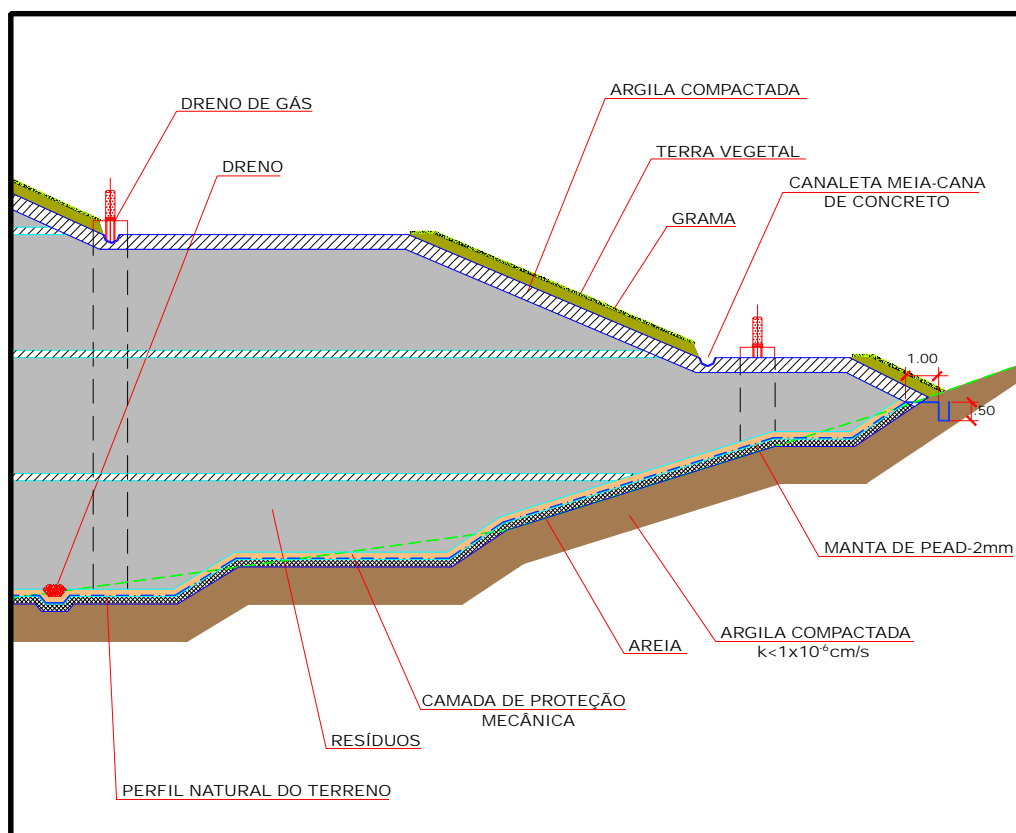 ARGILA COMPACTADA
DRENO DE GÁS
TERRA VEGETAL
DRENO
CANALETA MEIA-CANA
DE CONCRETO
GRAMA
1.00
.50
MANTA DE PEAD-2mm
ARGILA COMPACTADA
k<1x10⁻⁶cm/s
AREIA
CAMADA DE PROTEÇÃO
MECÂNICA
RESÍDUOS
PERFIL NATURAL DO TERRENO